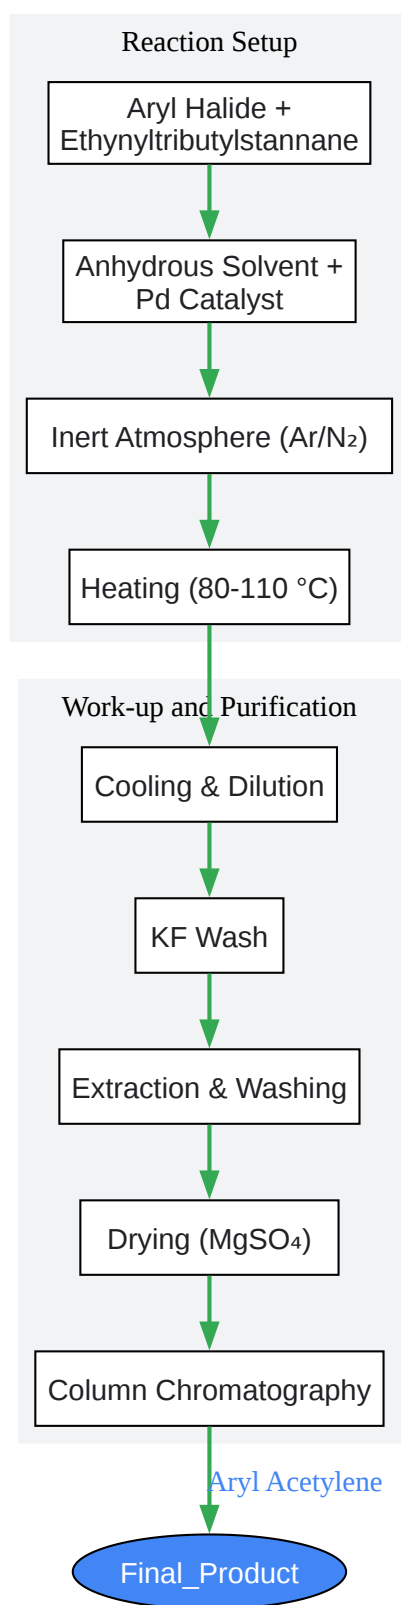 Reaction Setup
Aryl Halide +
Ethynyltributylstannane
Anhydrous Solvent +
Pd Catalyst
Inert Atmosphere (Ar/N₂)
Heating (80-110 °C)
Work-up and Purification
Cooling & Dilution
KF Wash
Extraction & Washing
Drying (MgSO₄)
Column Chromatography
Aryl Acetylene
Final_Product